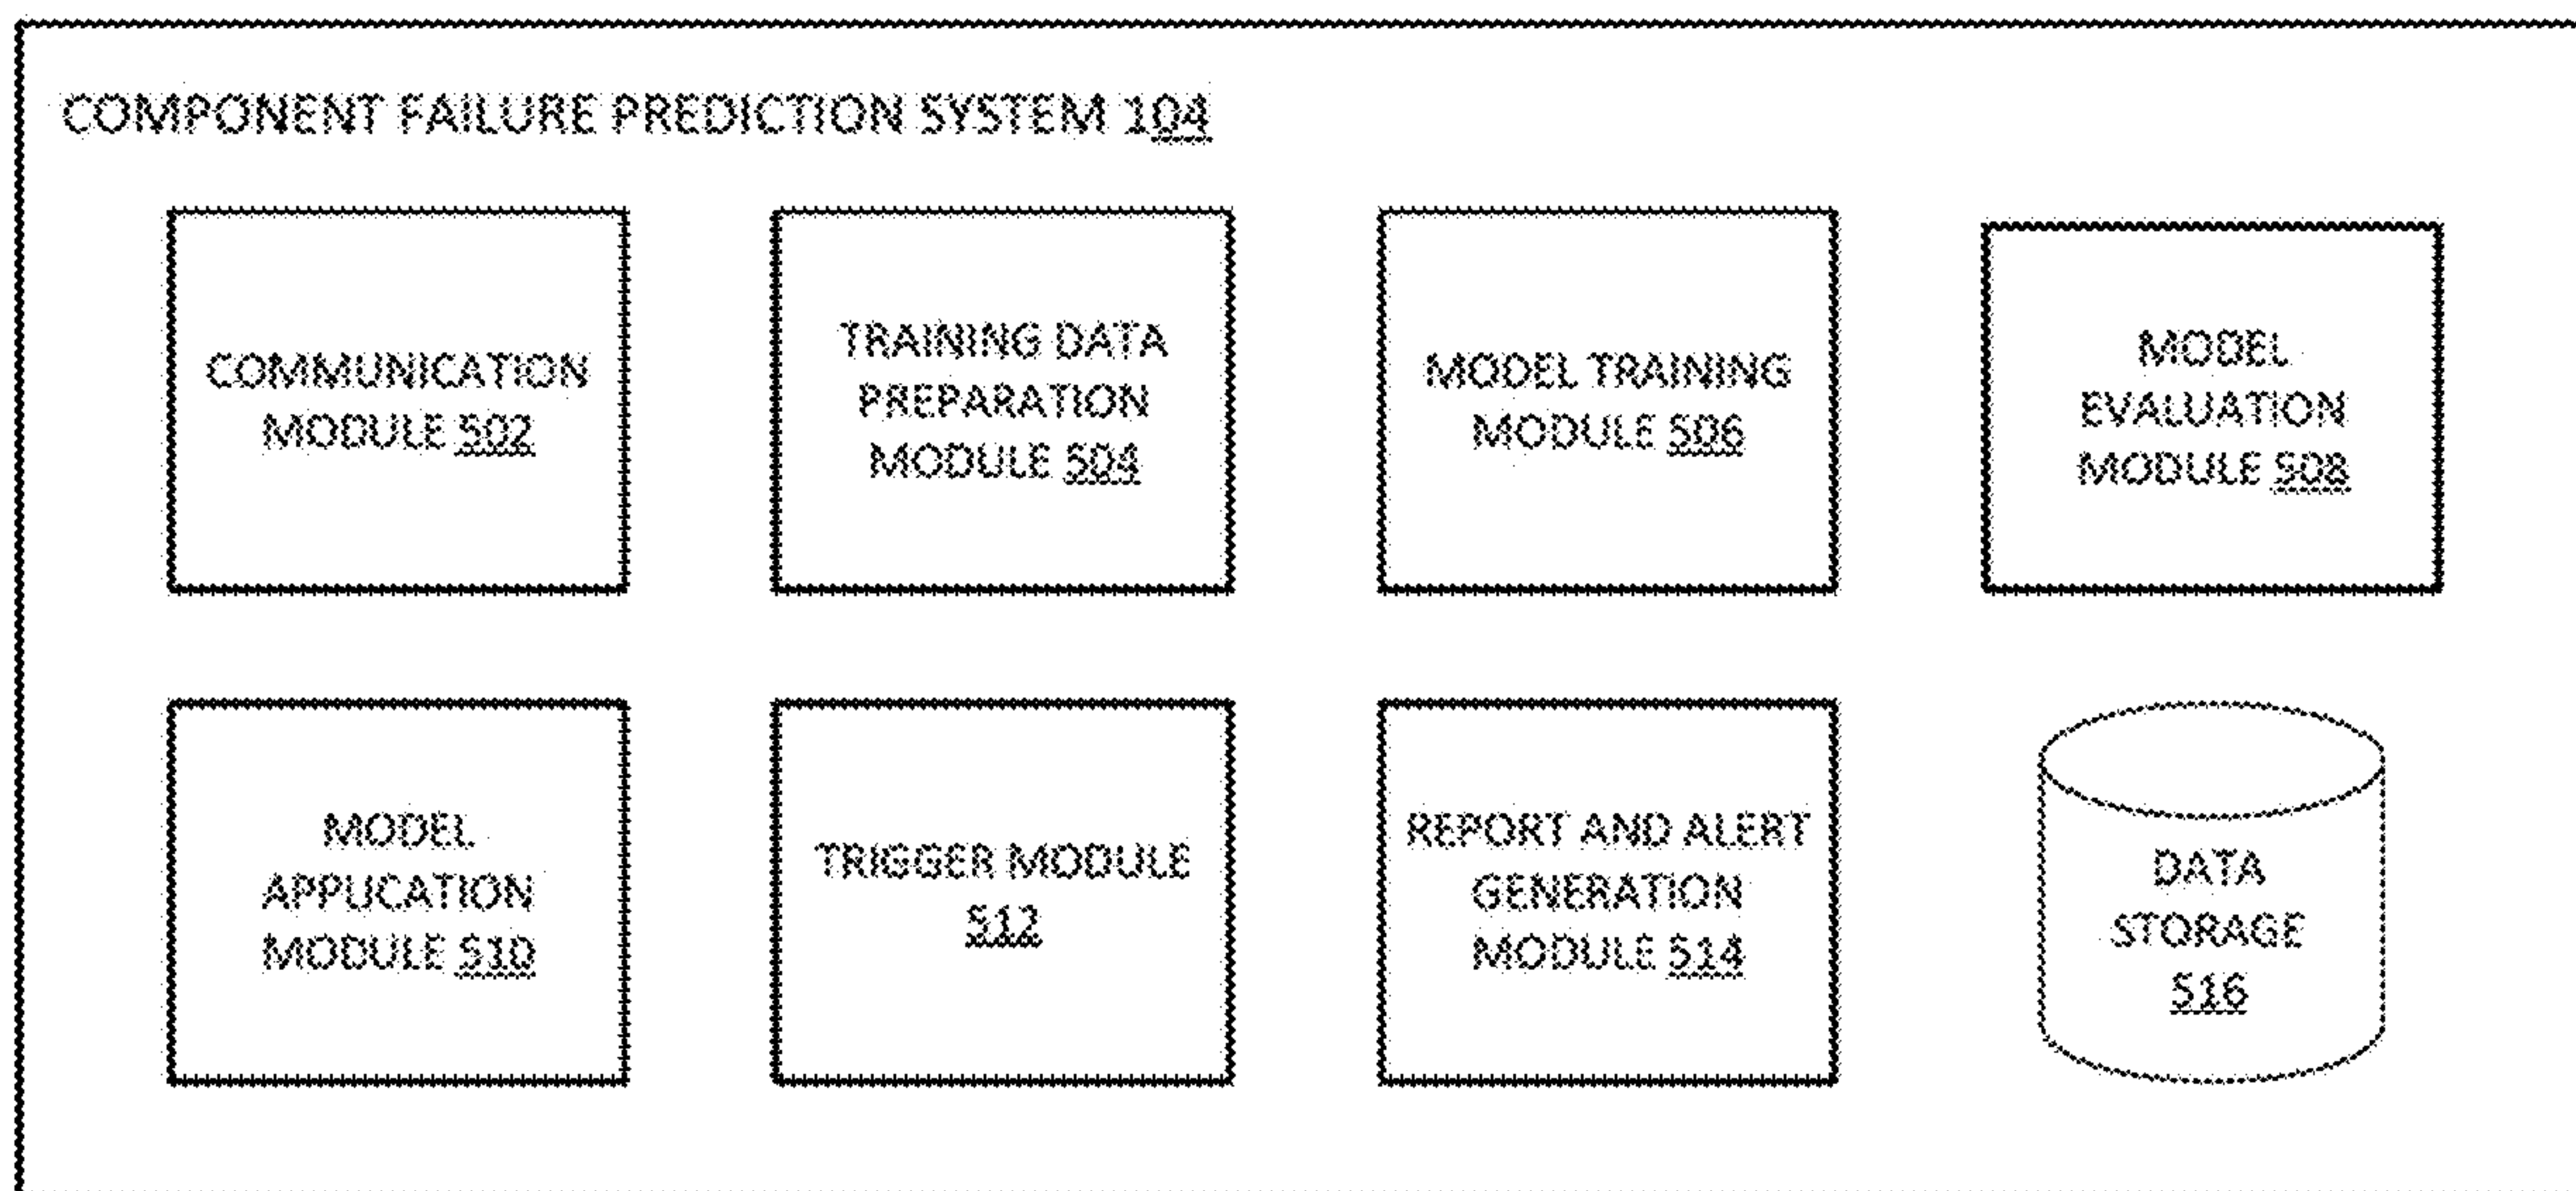 COMPONENT FAILURE PREDICTION SYSTEM 104
COMMUNICATION
MODULE 502
TRAINING DATA
PREPARATION
MODULE 504
MODEL TRAINING
MODULE 506
MODEL
EVALUATION
MODULE 508
MODEL
APPLICATION
MODULE 510
TRIGGER MODULE
512
REPORT AND ALERT
GENERATION
MODULE 514
DATA
STORAGE
516